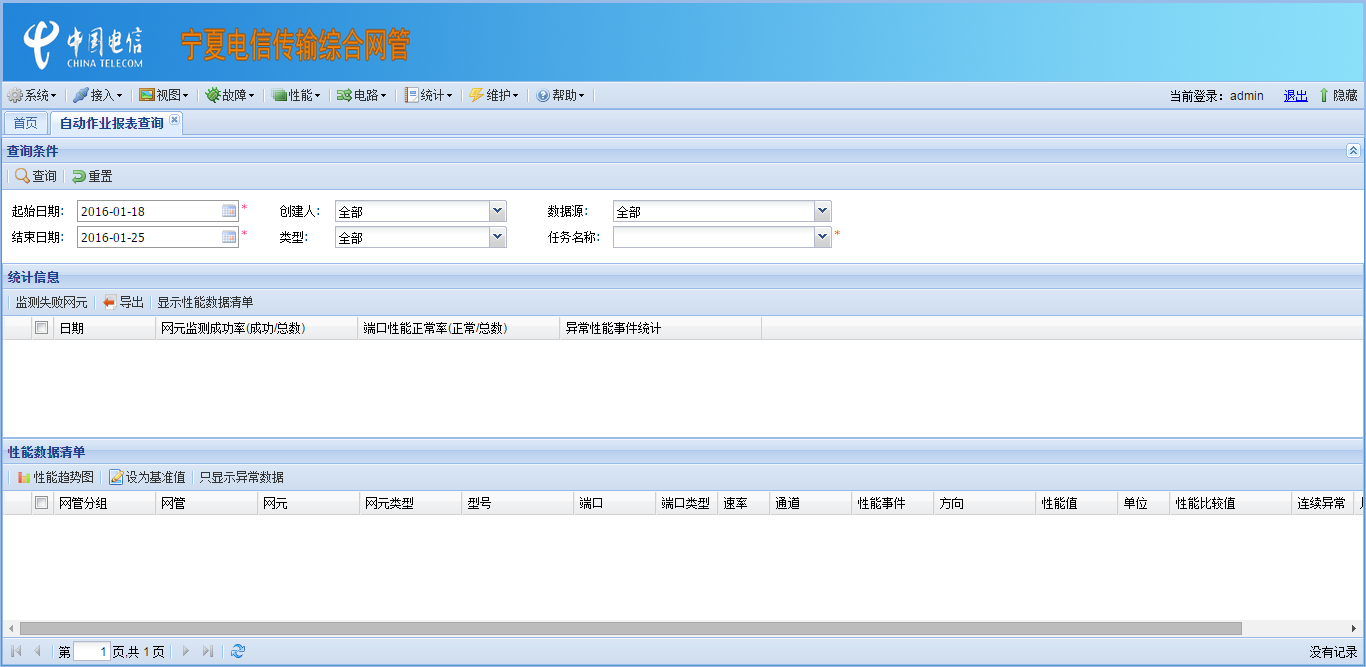 中国电信
CHINA TELECOM
宁夏电信传输综合网管
系统 接入 视图 故障 性能 电路 统计 维护 帮助 当前登录: admin 退出 隐藏
首页 自动作业报表查询
查询条件
查询 重置
起始日期: 2016-01-18 * 创建人: 全部 数据源: 全部
结束日期: 2016-01-25 * 类型: 全部 任务名称: *
统计信息
监测失败网元 导出 显示性能数据清单
日期 网元监测成功率(成功/总数) 端口性能正常率(正常/总数) 异常性能事件统计
性能数据清单
性能趋势图 设为基准值 只显示异常数据
网管分组 网管 网元 网元类型 型号 端口 端口类型 速率 通道 性能事件 方向 性能值 单位 性能比较值 连续异常
第 1 页,共 1 页 没有记录